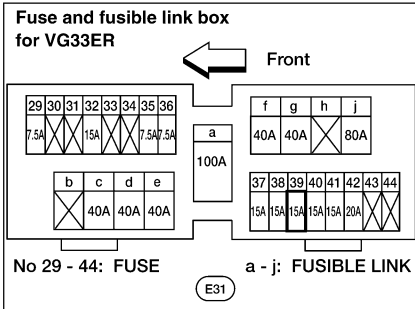 Fuse and fusible link box
for VG33ER
Front
29 30 31 32 33 34 35 36
7.5A 15A 7.5A 7.5A
a
100A
f g h j
40A 40A 80A
b c d e
40A 40A 40A
37 38 39 40 41 42 43 44
15A 15A 15A 15A 15A 20A
No 29 - 44: FUSE
a - j: FUSIBLE LINK
E31